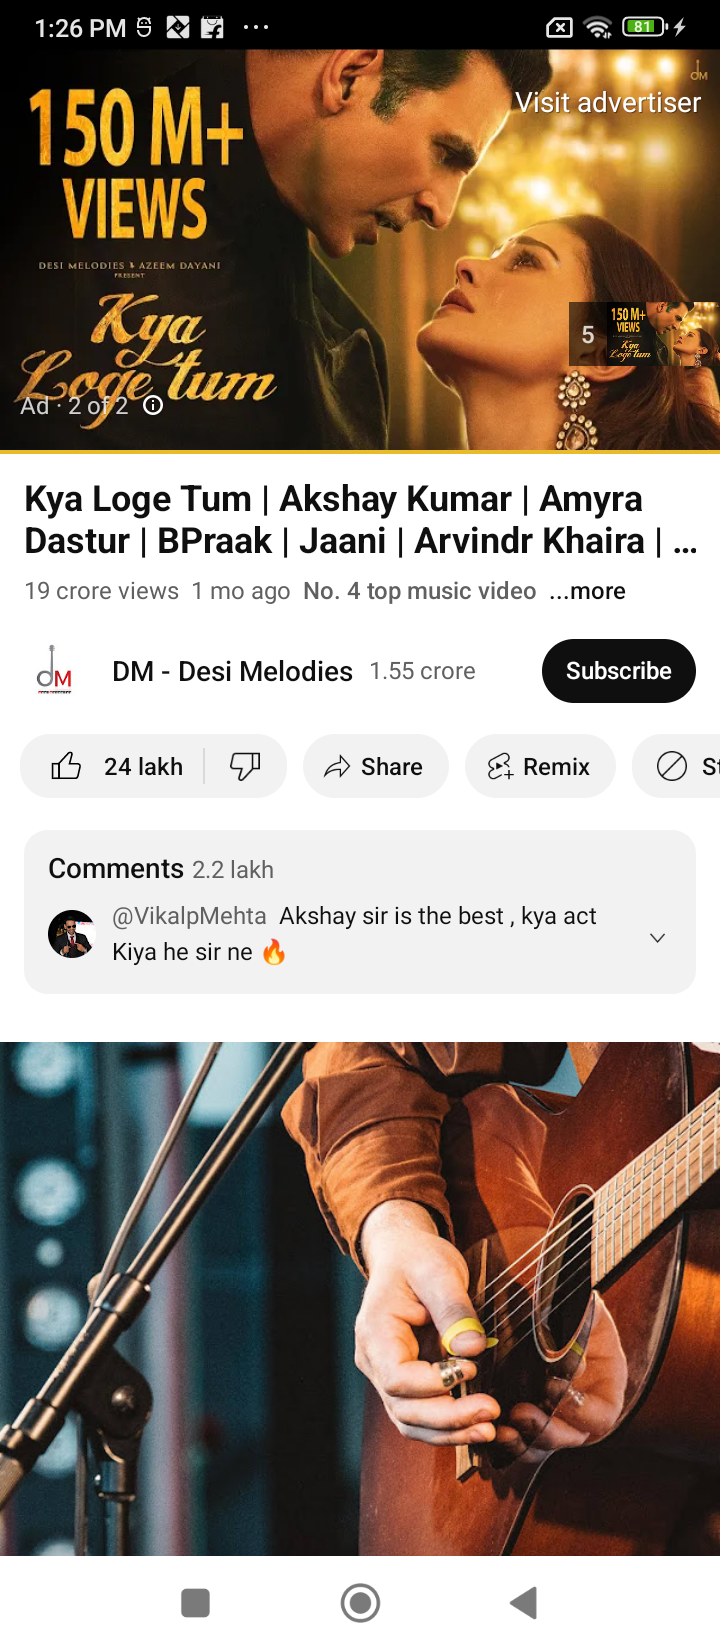 1:26 PM
81
150 M+
VIEWS
DESI MELODIES & AZEEM DAYANI
PRESENT
Kya
Loge tum
Visit advertiser
DM
5
150 M+
VIEWS
Kya
Loge tum
Ad · 2 of 2
Kya Loge Tum | Akshay Kumar | Amyra
Dastur | BPraak | Jaani | Arvindr Khaira | ...
19 crore views 1 mo ago No. 4 top music video ...more
dM
DM - Desi Melodies 1.55 crore
Subscribe
24 lakh
Share
Remix
St
Comments 2.2 lakh
@VikalpMehta Akshay sir is the best , kya act
Kiya he sir ne 🔥